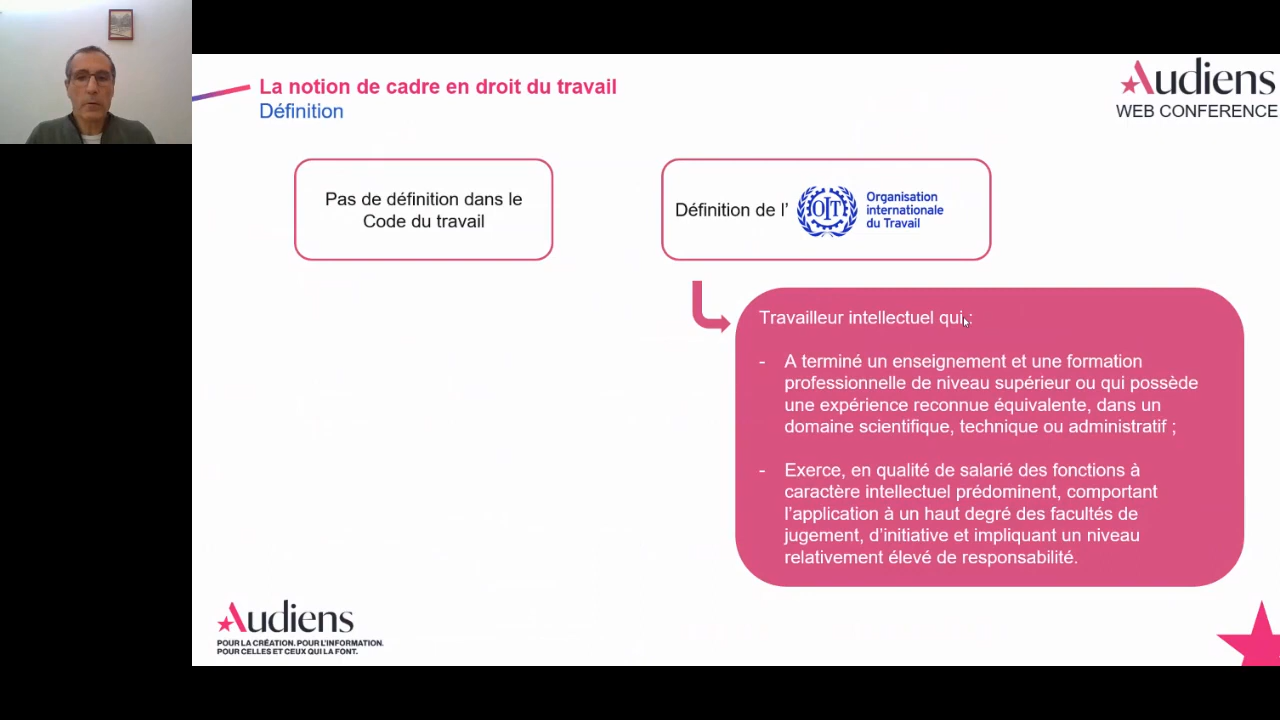 La notion de cadre en droit du travail
Définition
Audiens
WEB CONFERENCE
Pas de définition dans le
Code du travail
Définition de l’
OIT
Organisation
internationale
du Travail
Travailleur intellectuel qui :
- A terminé un enseignement et une formation
professionnelle de niveau supérieur ou qui possède
une expérience reconnue équivalente, dans un
domaine scientifique, technique ou administratif ;
- Exerce, en qualité de salarié des fonctions à
caractère intellectuel prédominent, comportant
l’application à un haut degré des facultés de
jugement, d’initiative et impliquant un niveau
relativement élevé de responsabilité.
Audiens
POUR LA CRÉATION. POUR L’INFORMATION.
POUR CELLES ET CEUX QUI LA FONT.